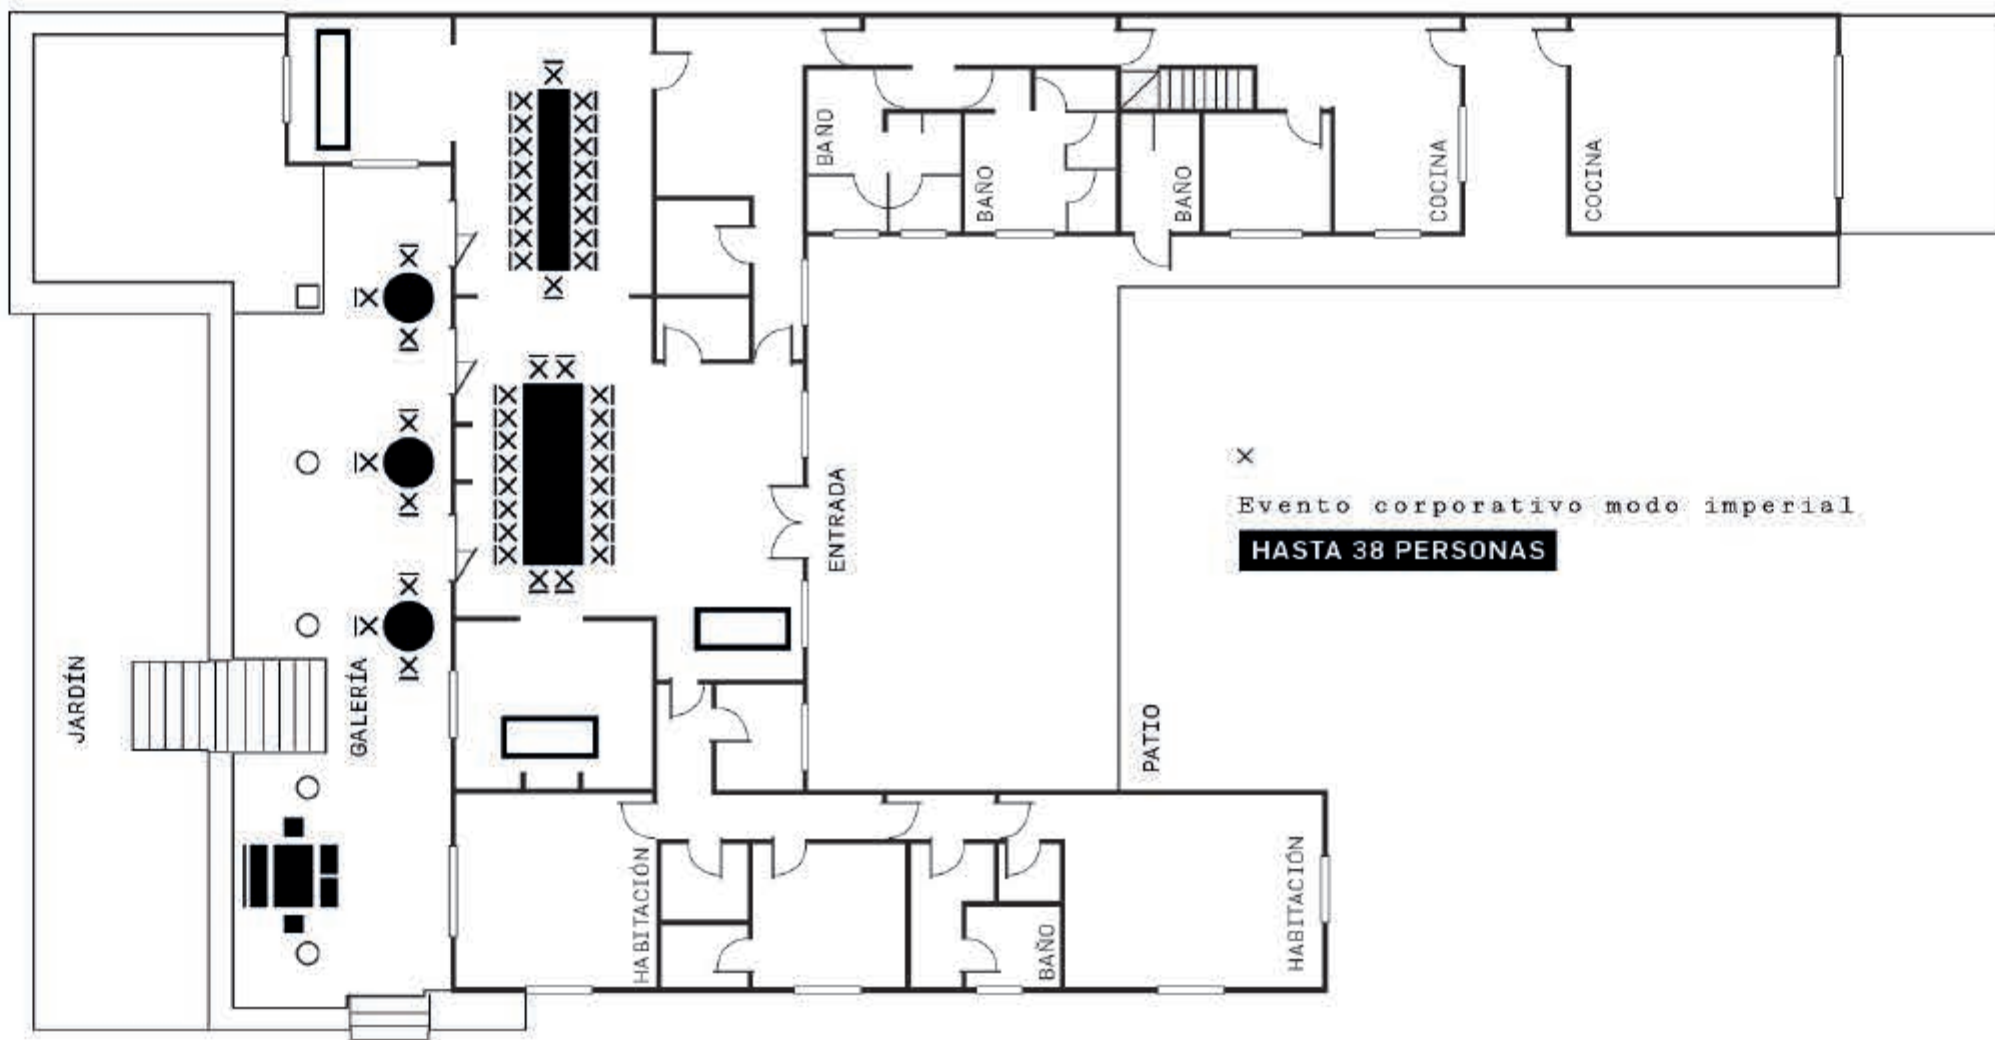 BAÑO
BAÑO
BAÑO
COCINA
COCINA
ENTRADA
×
Evento corporativo modo imperial
HASTA 38 PERSONAS
JARDÍN
GALERÍA
PATIO
HABITACIÓN
BAÑO
HABITACIÓN